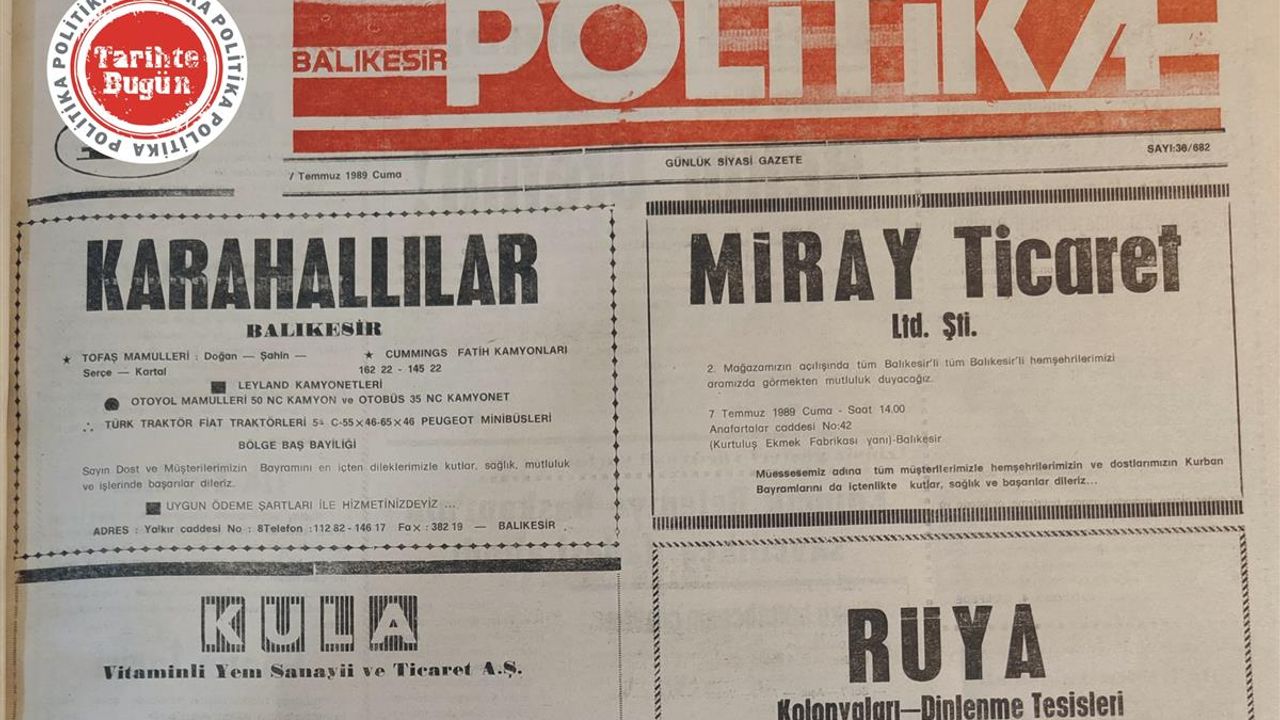 POLİTİKA POLİTİKA POLİTİKA POLİTİKA
Tarihte
Bugün
BALIKESİR POLİTİKA
7 Temmuz 1989 Cuma
GÜNLÜK SİYASİ GAZETE
SAYI:36/682
KARAHALLILAR
BALIKESİR
★ TOFAŞ MAMULLERİ : Doğan — Şahin —
Serçe — Kartal
★ CUMMINGS FATİH KAMYONLARI
162 22 - 145 22
LEYLAND KAMYONETLERİ
OTOYOL MAMULLERİ 50 NC KAMYON ve OTOBÜS 35 NC KAMYONET
TÜRK TRAKTÖR FİAT TRAKTÖRLERİ C-55×46-65×46 PEUGEOT MİNİBÜSLERİ
BÖLGE BAŞ BAYİLİĞİ
Sayın Dost ve Müşterilerimizin Bayramını en içten dileklerimizle kutlar, sağlık, mutluluk
ve işlerinde başarılar dileriz.
UYGUN ÖDEME ŞARTLARI İLE HİZMETİNİZDEYİZ ...
ADRES : Yalkır caddesi No : 8Telefon :112 82 - 146 17 Fax : 382 19 — BALIKESİR .
MİRAY Ticaret
Ltd. Şti.
2. Mağazamızın açılışında tüm Balıkesir'li tüm Balıkesir'li hemşehrilerimizi
aramızda görmekten mutluluk duyacağız.
7 Temmuz 1989 Cuma - Saat 14.00
Anafartalar caddesi No:42
(Kurtuluş Ekmek Fabrikası yanı)-Balıkesir
Müessesemiz adına tüm müşterilerimizle hemşehrilerimizin ve dostlarımızın Kurban
Bayramlarını da içtenlikte kutlar, sağlık ve başarılar dileriz...
KULA
Vitaminli Yem Sanayii ve Ticaret A.Ş.
RÜYA
Kolonyaları—Dinlenme Tesisleri